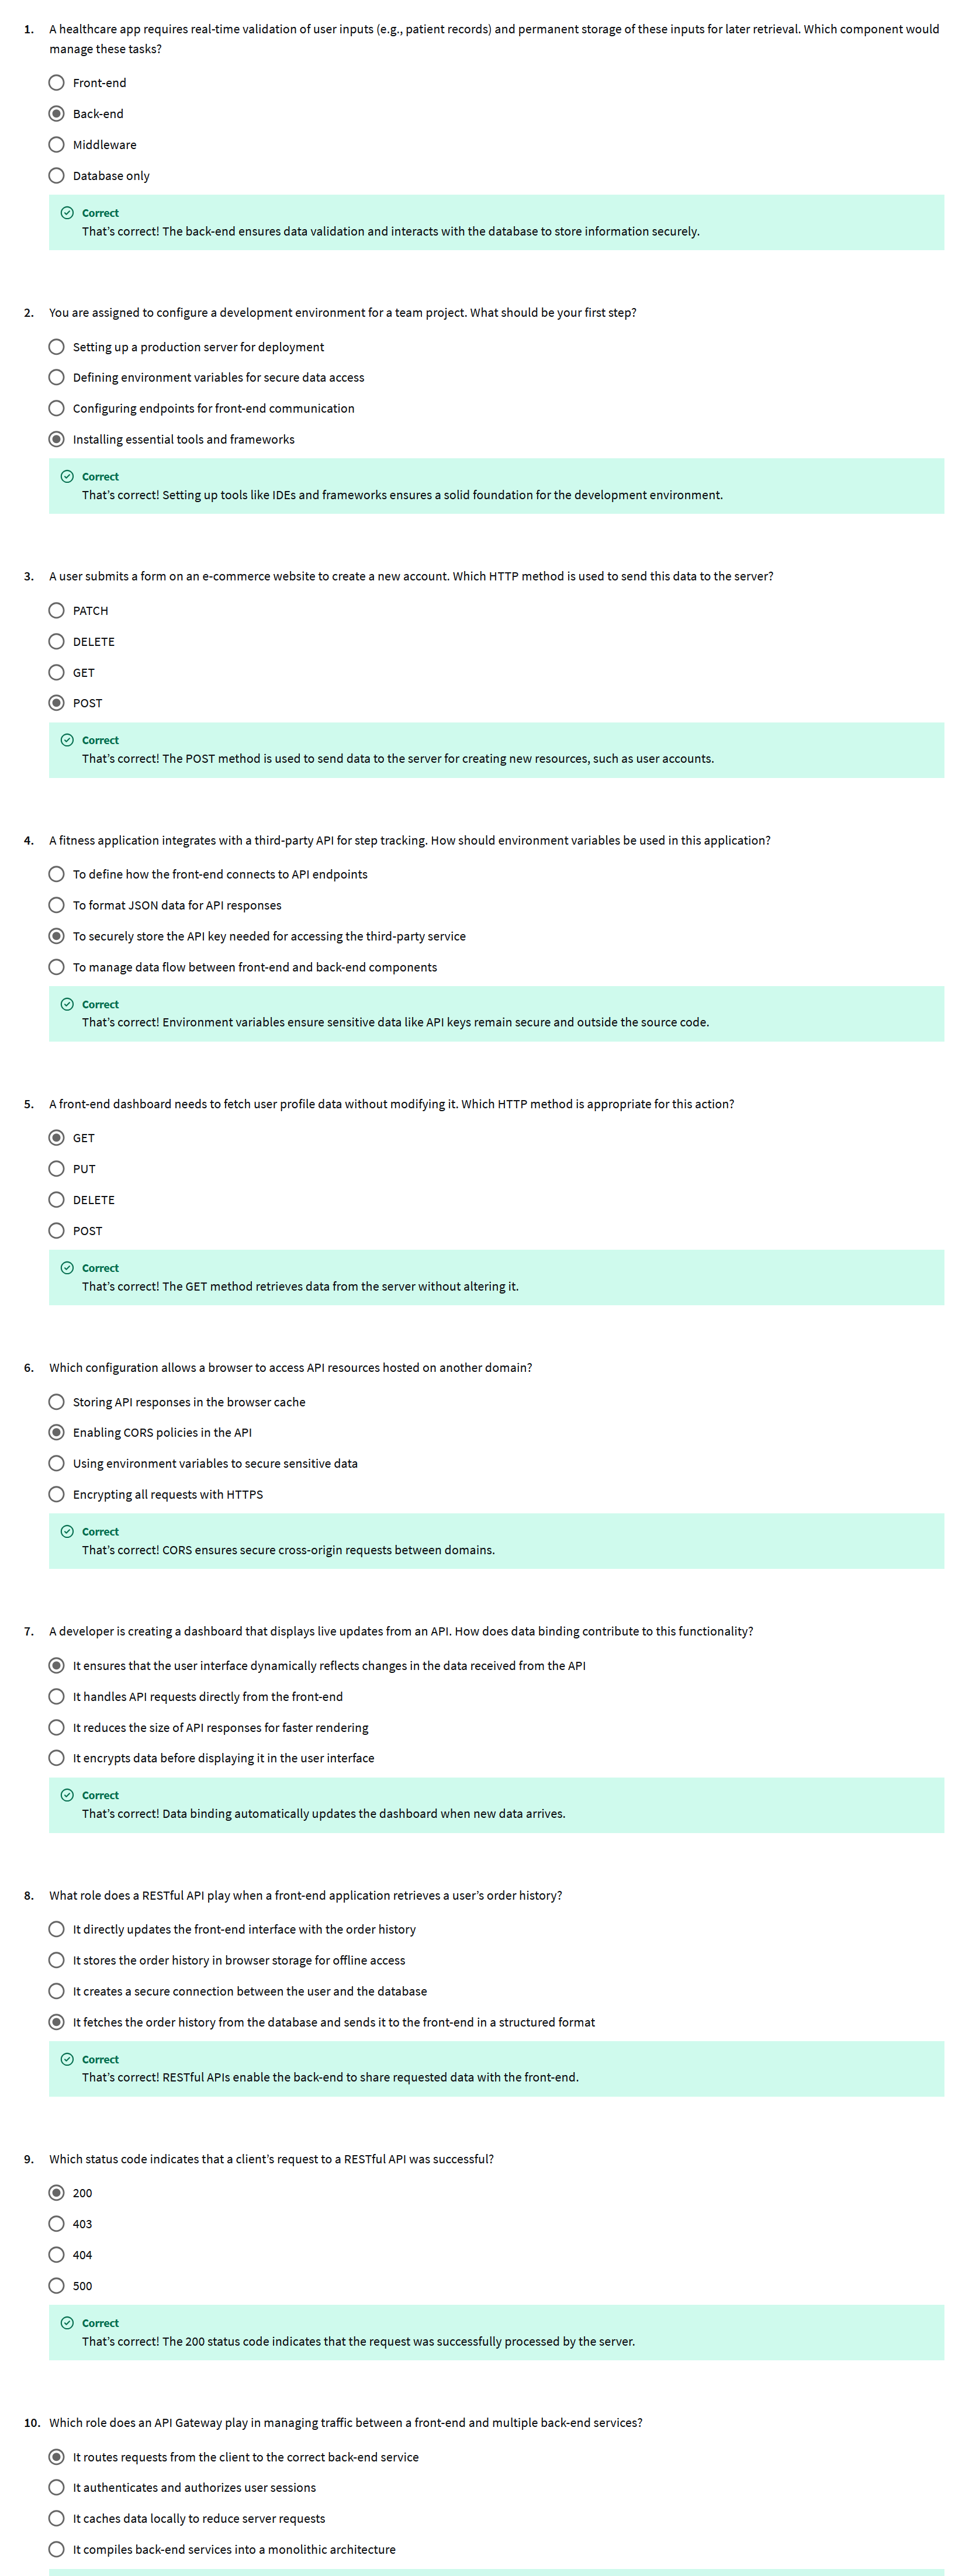 1. A healthcare app requires real-time validation of user inputs (e.g., patient records) and permanent storage of these inputs for later retrieval. Which component would
manage these tasks?
Front-end
Back-end
Middleware
Database only
Correct
That’s correct! The back-end ensures data validation and interacts with the database to store information securely.
2. You are assigned to configure a development environment for a team project. What should be your first step?
Setting up a production server for deployment
Defining environment variables for secure data access
Configuring endpoints for front-end communication
Installing essential tools and frameworks
Correct
That’s correct! Setting up tools like IDEs and frameworks ensures a solid foundation for the development environment.
3. A user submits a form on an e-commerce website to create a new account. Which HTTP method is used to send this data to the server?
PATCH
DELETE
GET
POST
Correct
That’s correct! The POST method is used to send data to the server for creating new resources, such as user accounts.
4. A fitness application integrates with a third-party API for step tracking. How should environment variables be used in this application?
To define how the front-end connects to API endpoints
To format JSON data for API responses
To securely store the API key needed for accessing the third-party service
To manage data flow between front-end and back-end components
Correct
That’s correct! Environment variables ensure sensitive data like API keys remain secure and outside the source code.
5. A front-end dashboard needs to fetch user profile data without modifying it. Which HTTP method is appropriate for this action?
GET
PUT
DELETE
POST
Correct
That’s correct! The GET method retrieves data from the server without altering it.
6. Which configuration allows a browser to access API resources hosted on another domain?
Storing API responses in the browser cache
Enabling CORS policies in the API
Using environment variables to secure sensitive data
Encrypting all requests with HTTPS
Correct
That’s correct! CORS ensures secure cross-origin requests between domains.
7. A developer is creating a dashboard that displays live updates from an API. How does data binding contribute to this functionality?
It ensures that the user interface dynamically reflects changes in the data received from the API
It handles API requests directly from the front-end
It reduces the size of API responses for faster rendering
It encrypts data before displaying it in the user interface
Correct
That’s correct! Data binding automatically updates the dashboard when new data arrives.
8. What role does a RESTful API play when a front-end application retrieves a user’s order history?
It directly updates the front-end interface with the order history
It stores the order history in browser storage for offline access
It creates a secure connection between the user and the database
It fetches the order history from the database and sends it to the front-end in a structured format
Correct
That’s correct! RESTful APIs enable the back-end to share requested data with the front-end.
9. Which status code indicates that a client’s request to a RESTful API was successful?
200
403
404
500
Correct
That’s correct! The 200 status code indicates that the request was successfully processed by the server.
10. Which role does an API Gateway play in managing traffic between a front-end and multiple back-end services?
It routes requests from the client to the correct back-end service
It authenticates and authorizes user sessions
It caches data locally to reduce server requests
It compiles back-end services into a monolithic architecture